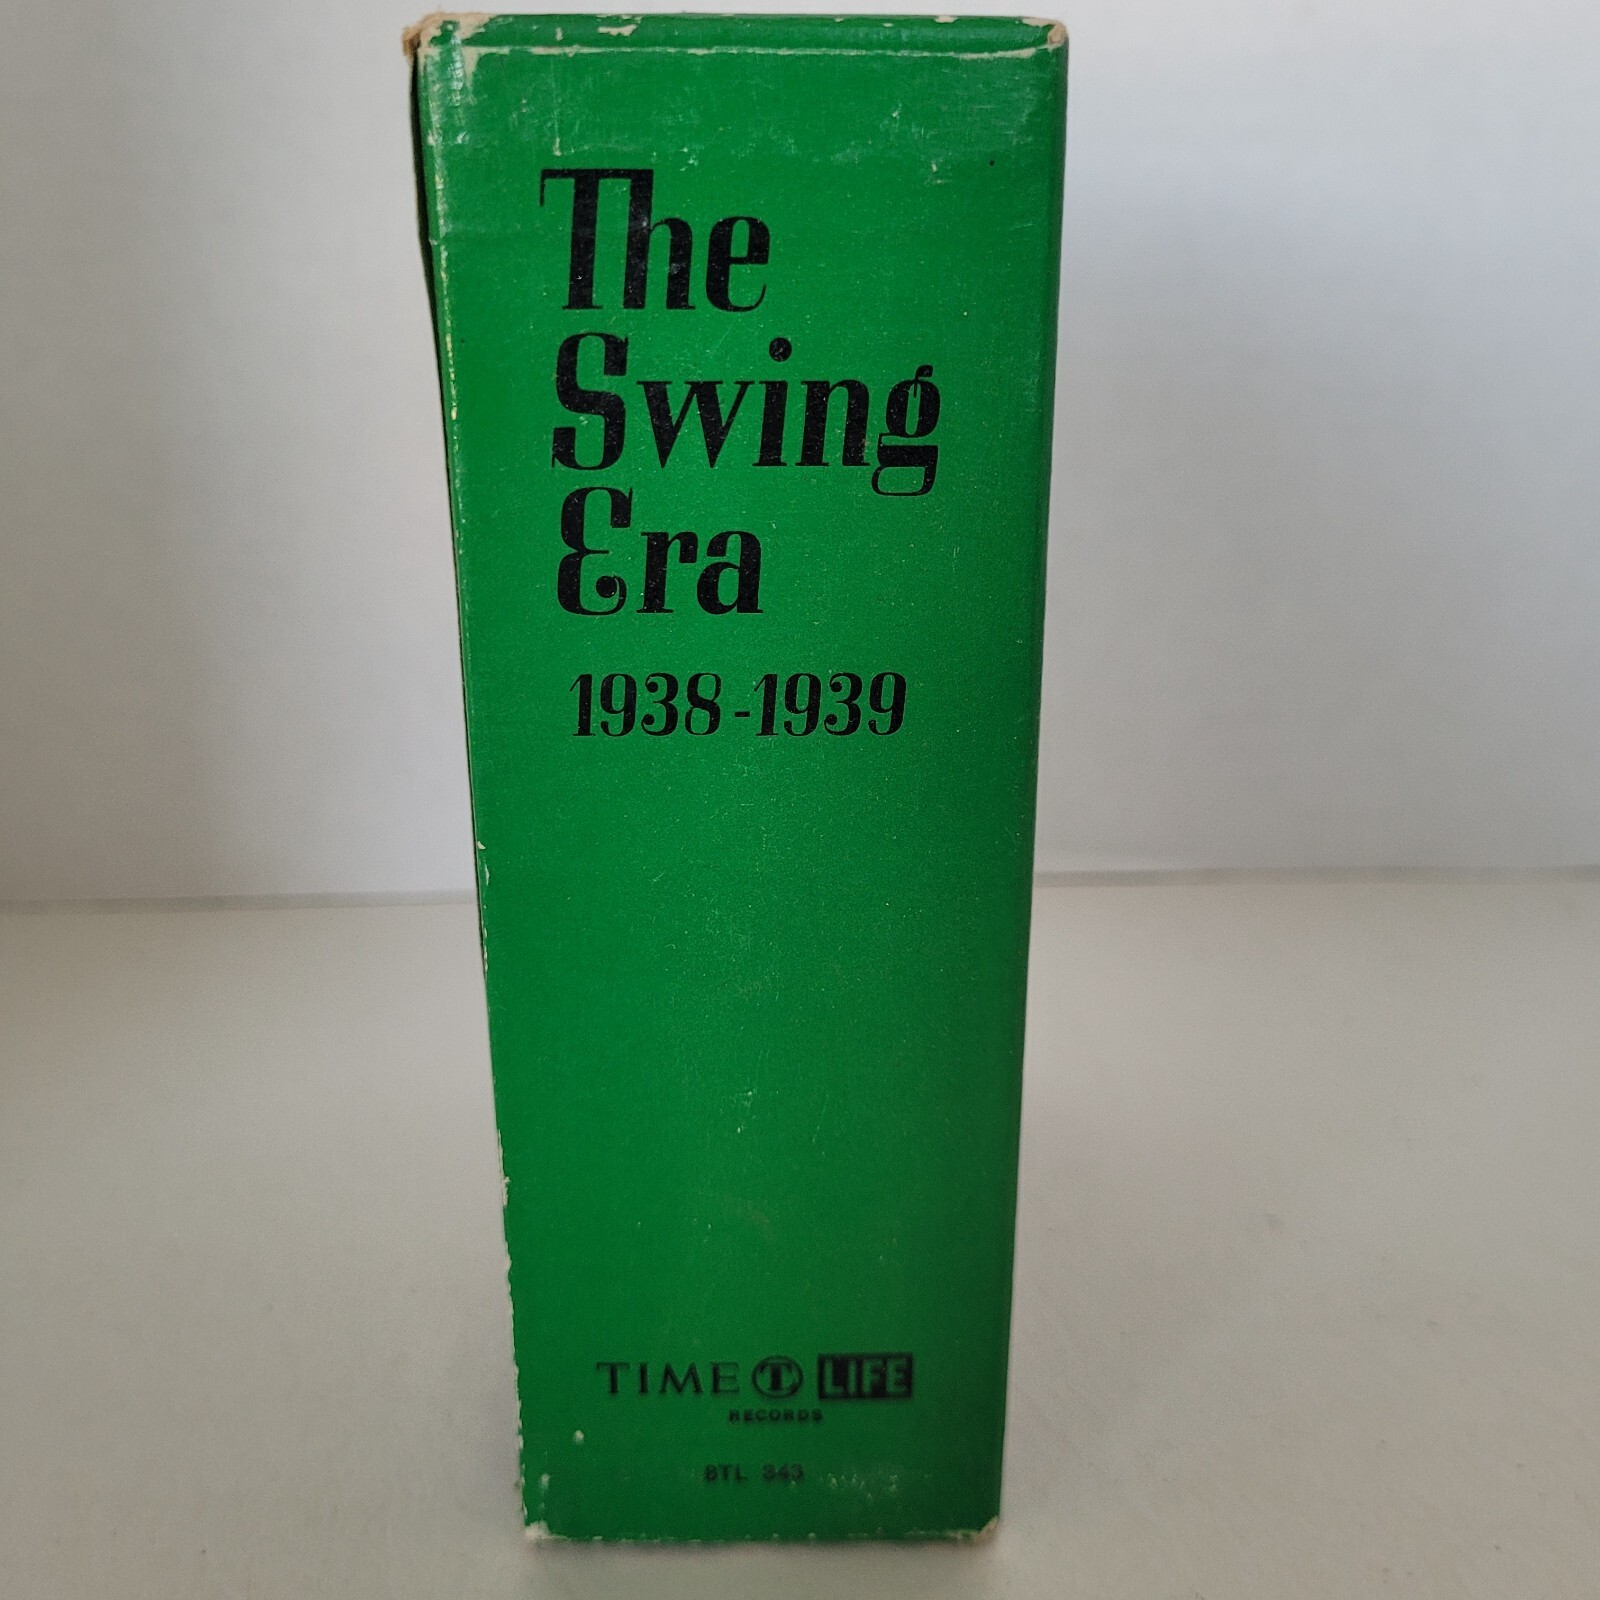 The
Swing
Era
1938-1939
TIME T LIFE
RECORDS
8TL 343